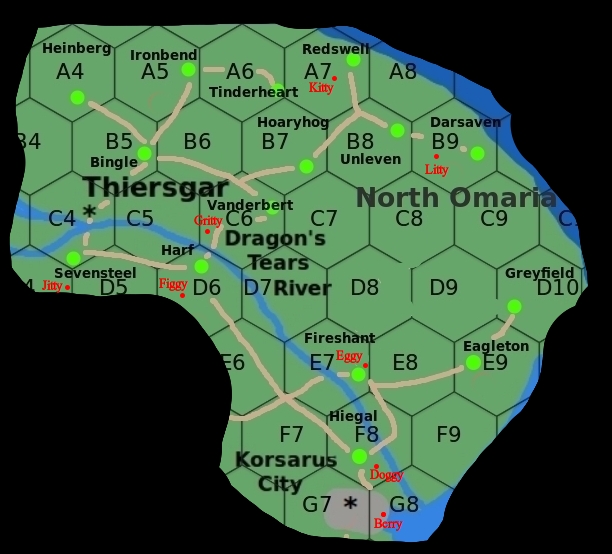 Heinberg
Ironbend
Redswell
A4
A5
A6
A7
A8
Kitty
Tinderheart
Hoaryhog
Darsaven
B4
B5
B6
B7
B8
B9
Bingle
Unleven
Litty
Thiersgar
North Omaria
Vanderbert
C4
*
C5
Gritty
C6
C7
C8
C9
Dragon's
Tears
River
Harf
Sevensteel
Greyfield
Jitty
D5
Figgy
D6
D7
D8
D9
D10
Fireshant
Eggy
Eagleton
E6
E7
E8
E9
Hiegal
F7
F8
F9
Korsarus
City
Doggy
G7
*
G8
Berry